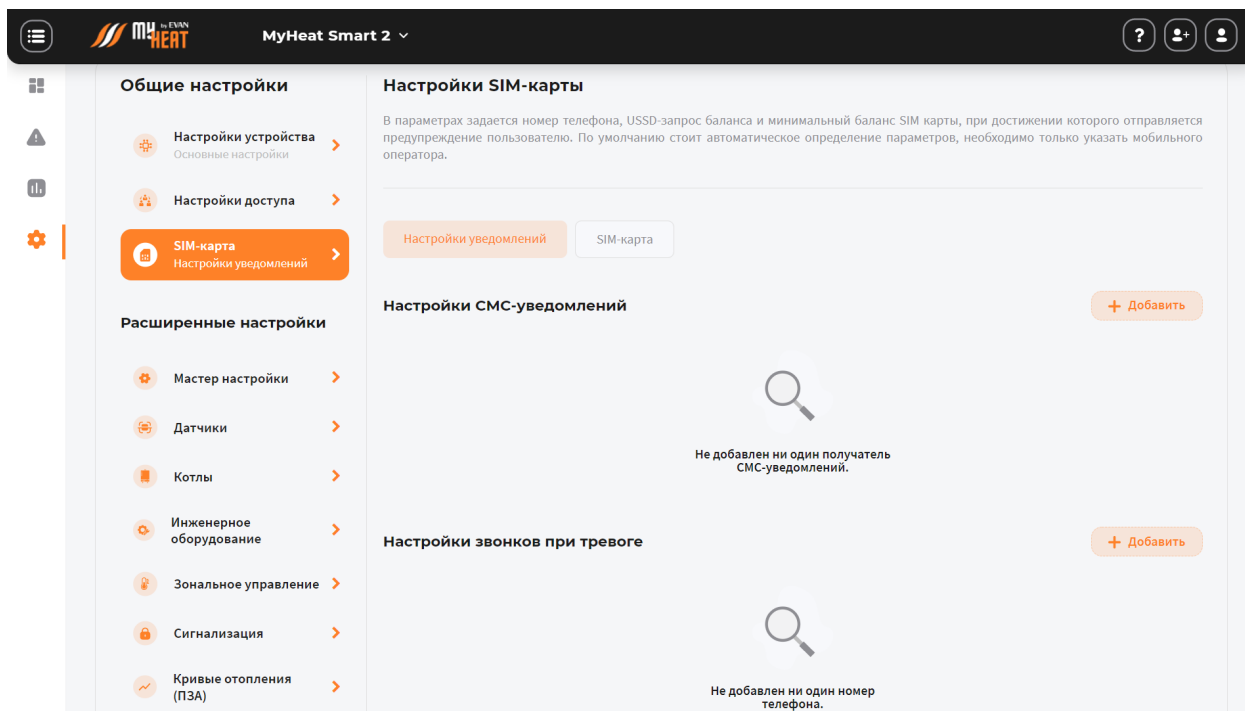 MY by EVAN
HEAT
MyHeat Smart 2
?
Общие настройки
Настройки устройства
Основные настройки
Настройки доступа
SIM-карта
Настройки уведомлений
Расширенные настройки
Мастер настройки
Датчики
Котлы
Инженерное
оборудование
Зональное управление
Сигнализация
Кривые отопления
(ПЗА)
Настройки SIM-карты
В параметрах задается номер телефона, USSD-запрос баланса и минимальный баланс SIM карты, при достижении которого отправляется
предупреждение пользователю. По умолчанию стоит автоматическое определение параметров, необходимо только указать мобильного
оператора.
Настройки уведомлений
SIM-карта
Настройки СМС-уведомлений
+ Добавить
Не добавлен ни один получатель
СМС-уведомлений.
Настройки звонков при тревоге
+ Добавить
Не добавлен ни один номер
телефона.